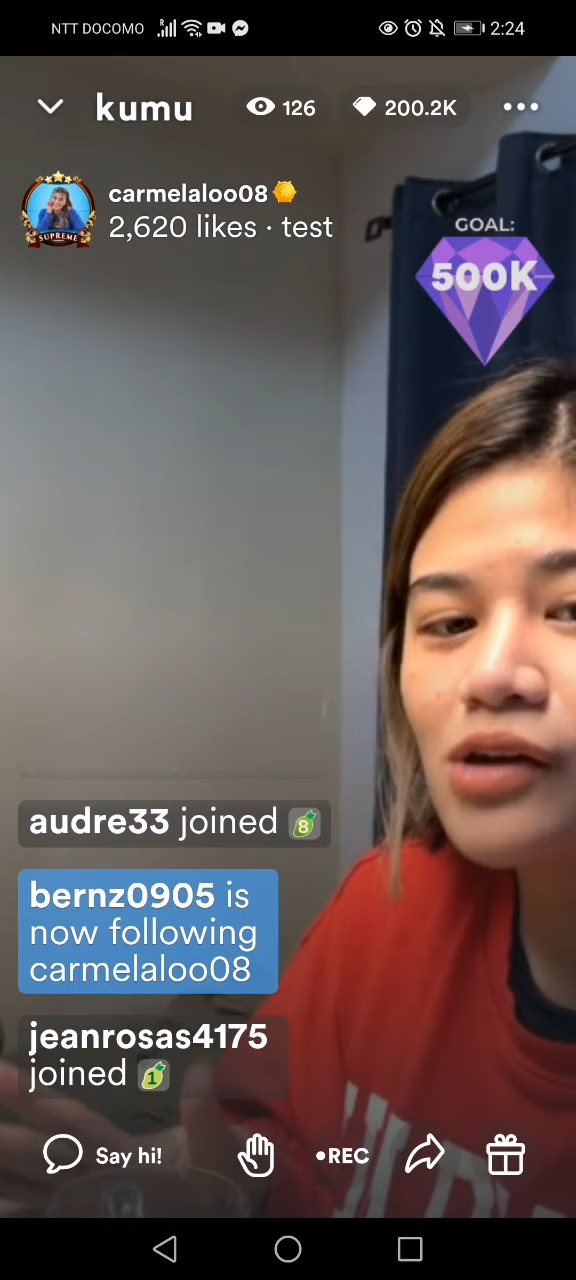 NTT DOCOMO 2:24
kumu 126 200.2K
carmelaloo08
2,620 likes · test
SUPREME
GOAL:
500K
audre33 joined 8
bernz0905 is
now following
carmelaloo08
jeanrosas4175
joined 1
Say hi! •REC